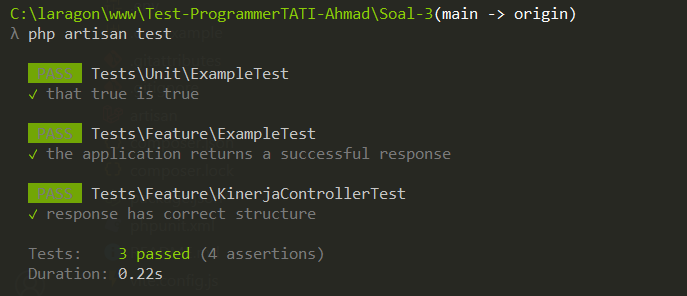 C:\laragon\www\Test-ProgrammerTATI-Ahmad\Soal-3(main -> origin)
λ php artisan test
PASS Tests\Unit\ExampleTest
✓ that true is true
PASS Tests\Feature\ExampleTest
✓ the application returns a successful response
PASS Tests\Feature\KinerjaControllerTest
✓ response has correct structure
Tests: 3 passed (4 assertions)
Duration: 0.22s